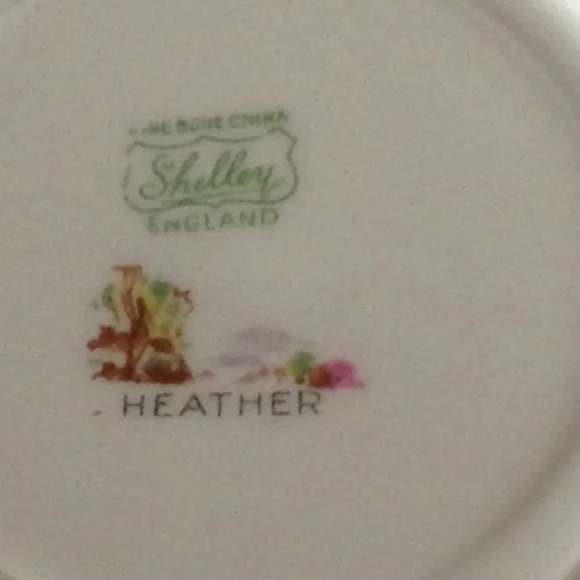 FINE BONE CHINA
Shelley
ENGLAND
HEATHER